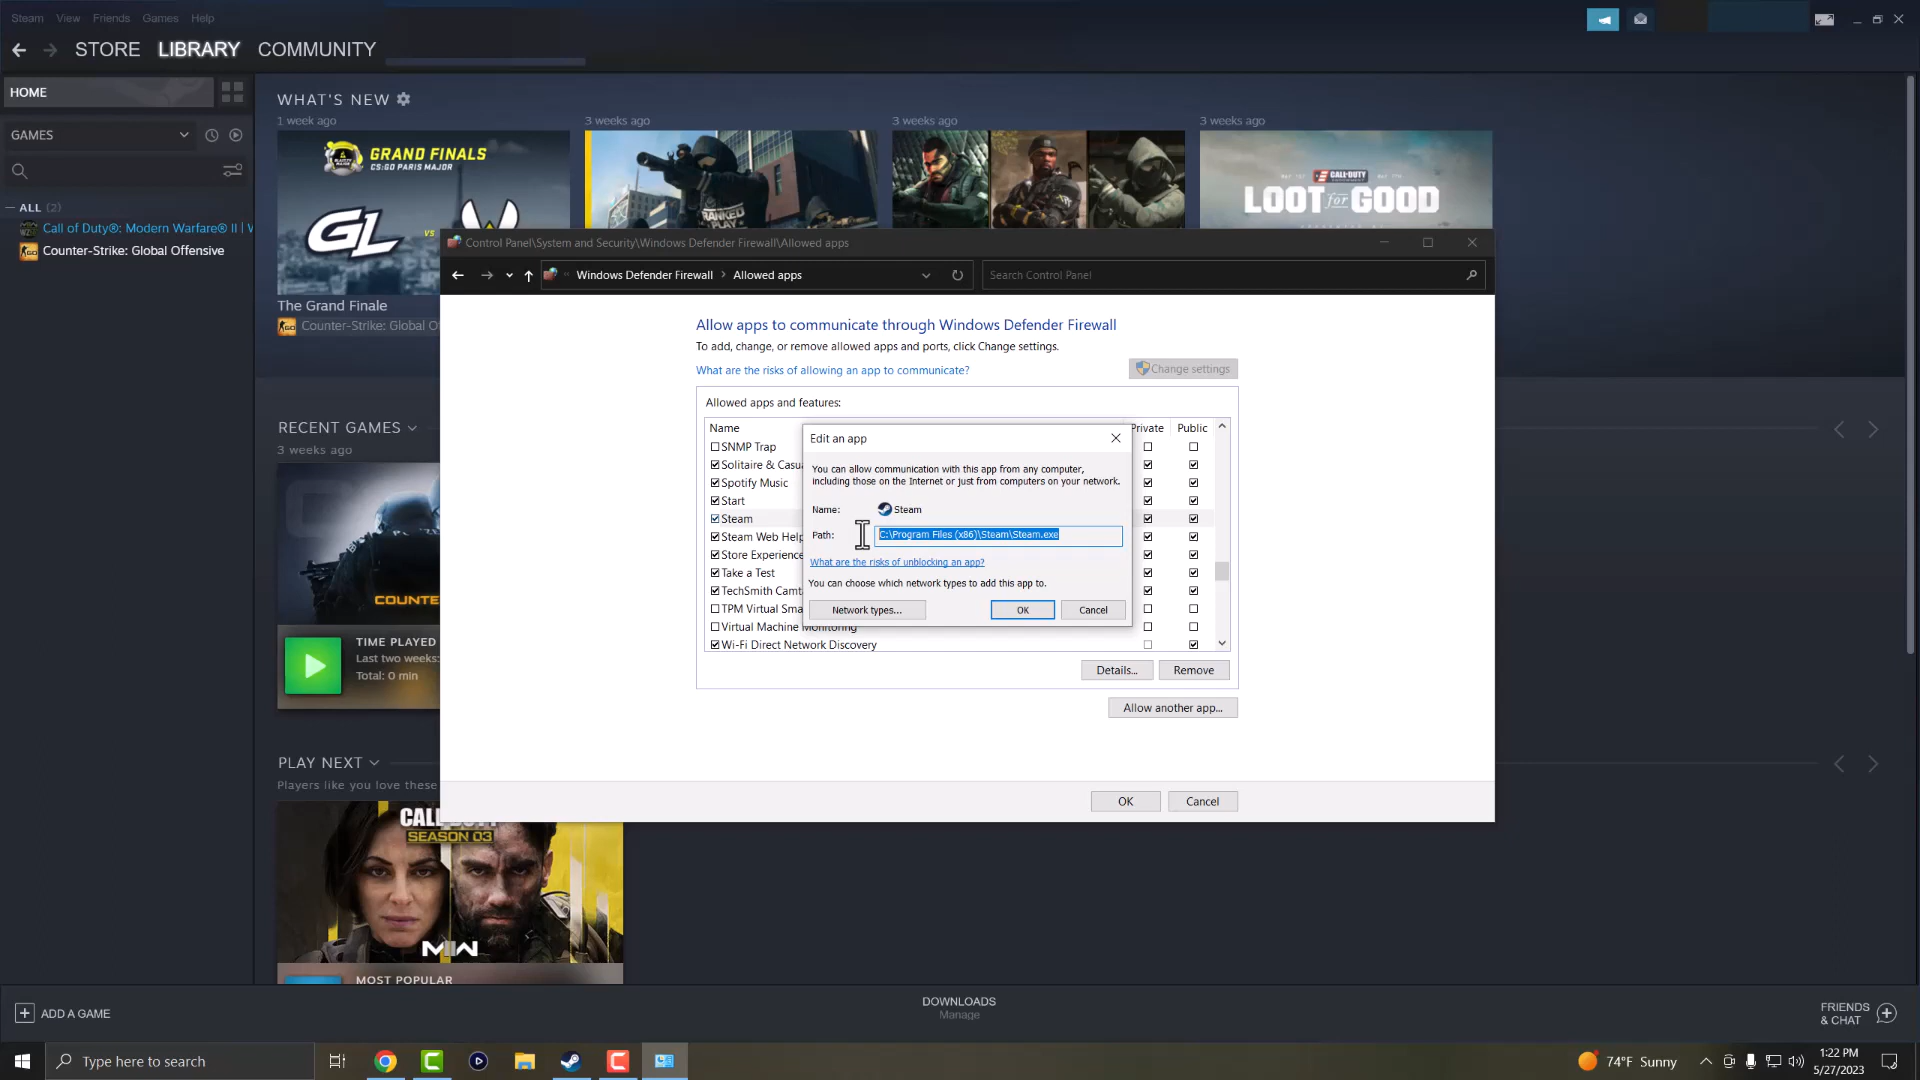 Steam View Friends Games Help
STORE LIBRARY COMMUNITY
HOME
GAMES
ALL (2)
Call of Duty®: Modern Warfare® II | W
Counter-Strike: Global Offensive
WHAT'S NEW
1 week ago
3 weeks ago
3 weeks ago
3 weeks ago
GRAND FINALS
CS:GO PARIS MAJOR
GL
VS
RANKED
PLAY
CALL OF DUTY
ENDOWMENT
LOOT for GOOD
The Grand Finale
Counter-Strike: Global O
Control Panel\System and Security\Windows Defender Firewall\Allowed apps
Windows Defender Firewall > Allowed apps
Search Control Panel
Allow apps to communicate through Windows Defender Firewall
To add, change, or remove allowed apps and ports, click Change settings.
What are the risks of allowing an app to communicate?
Change settings
Allowed apps and features:
Name Private Public
SNMP Trap
Solitaire & Casu
Spotify Music
Start
Steam
Steam Web Help
Store Experience
Take a Test
TechSmith Camta
TPM Virtual Sma
Virtual Machine Monitoring
Wi-Fi Direct Network Discovery
Details...
Remove
Allow another app...
OK
Cancel
Edit an app
You can allow communication with this app from any computer,
including those on the Internet or just from computers on your network.
Name: Steam
Path: C:\Program Files (x86)\Steam\Steam.exe
What are the risks of unblocking an app?
You can choose which network types to add this app to.
Network types...
OK
Cancel
RECENT GAMES
3 weeks ago
COUNTE
TIME PLAYED
Last two weeks:
Total: 0 min
PLAY NEXT
Players like you love these
CALL
SEASON 03
MW
MOST POPULAR
ADD A GAME
DOWNLOADS
Manage
FRIENDS
& CHAT
Type here to search
74°F Sunny
1:22 PM
5/27/2023